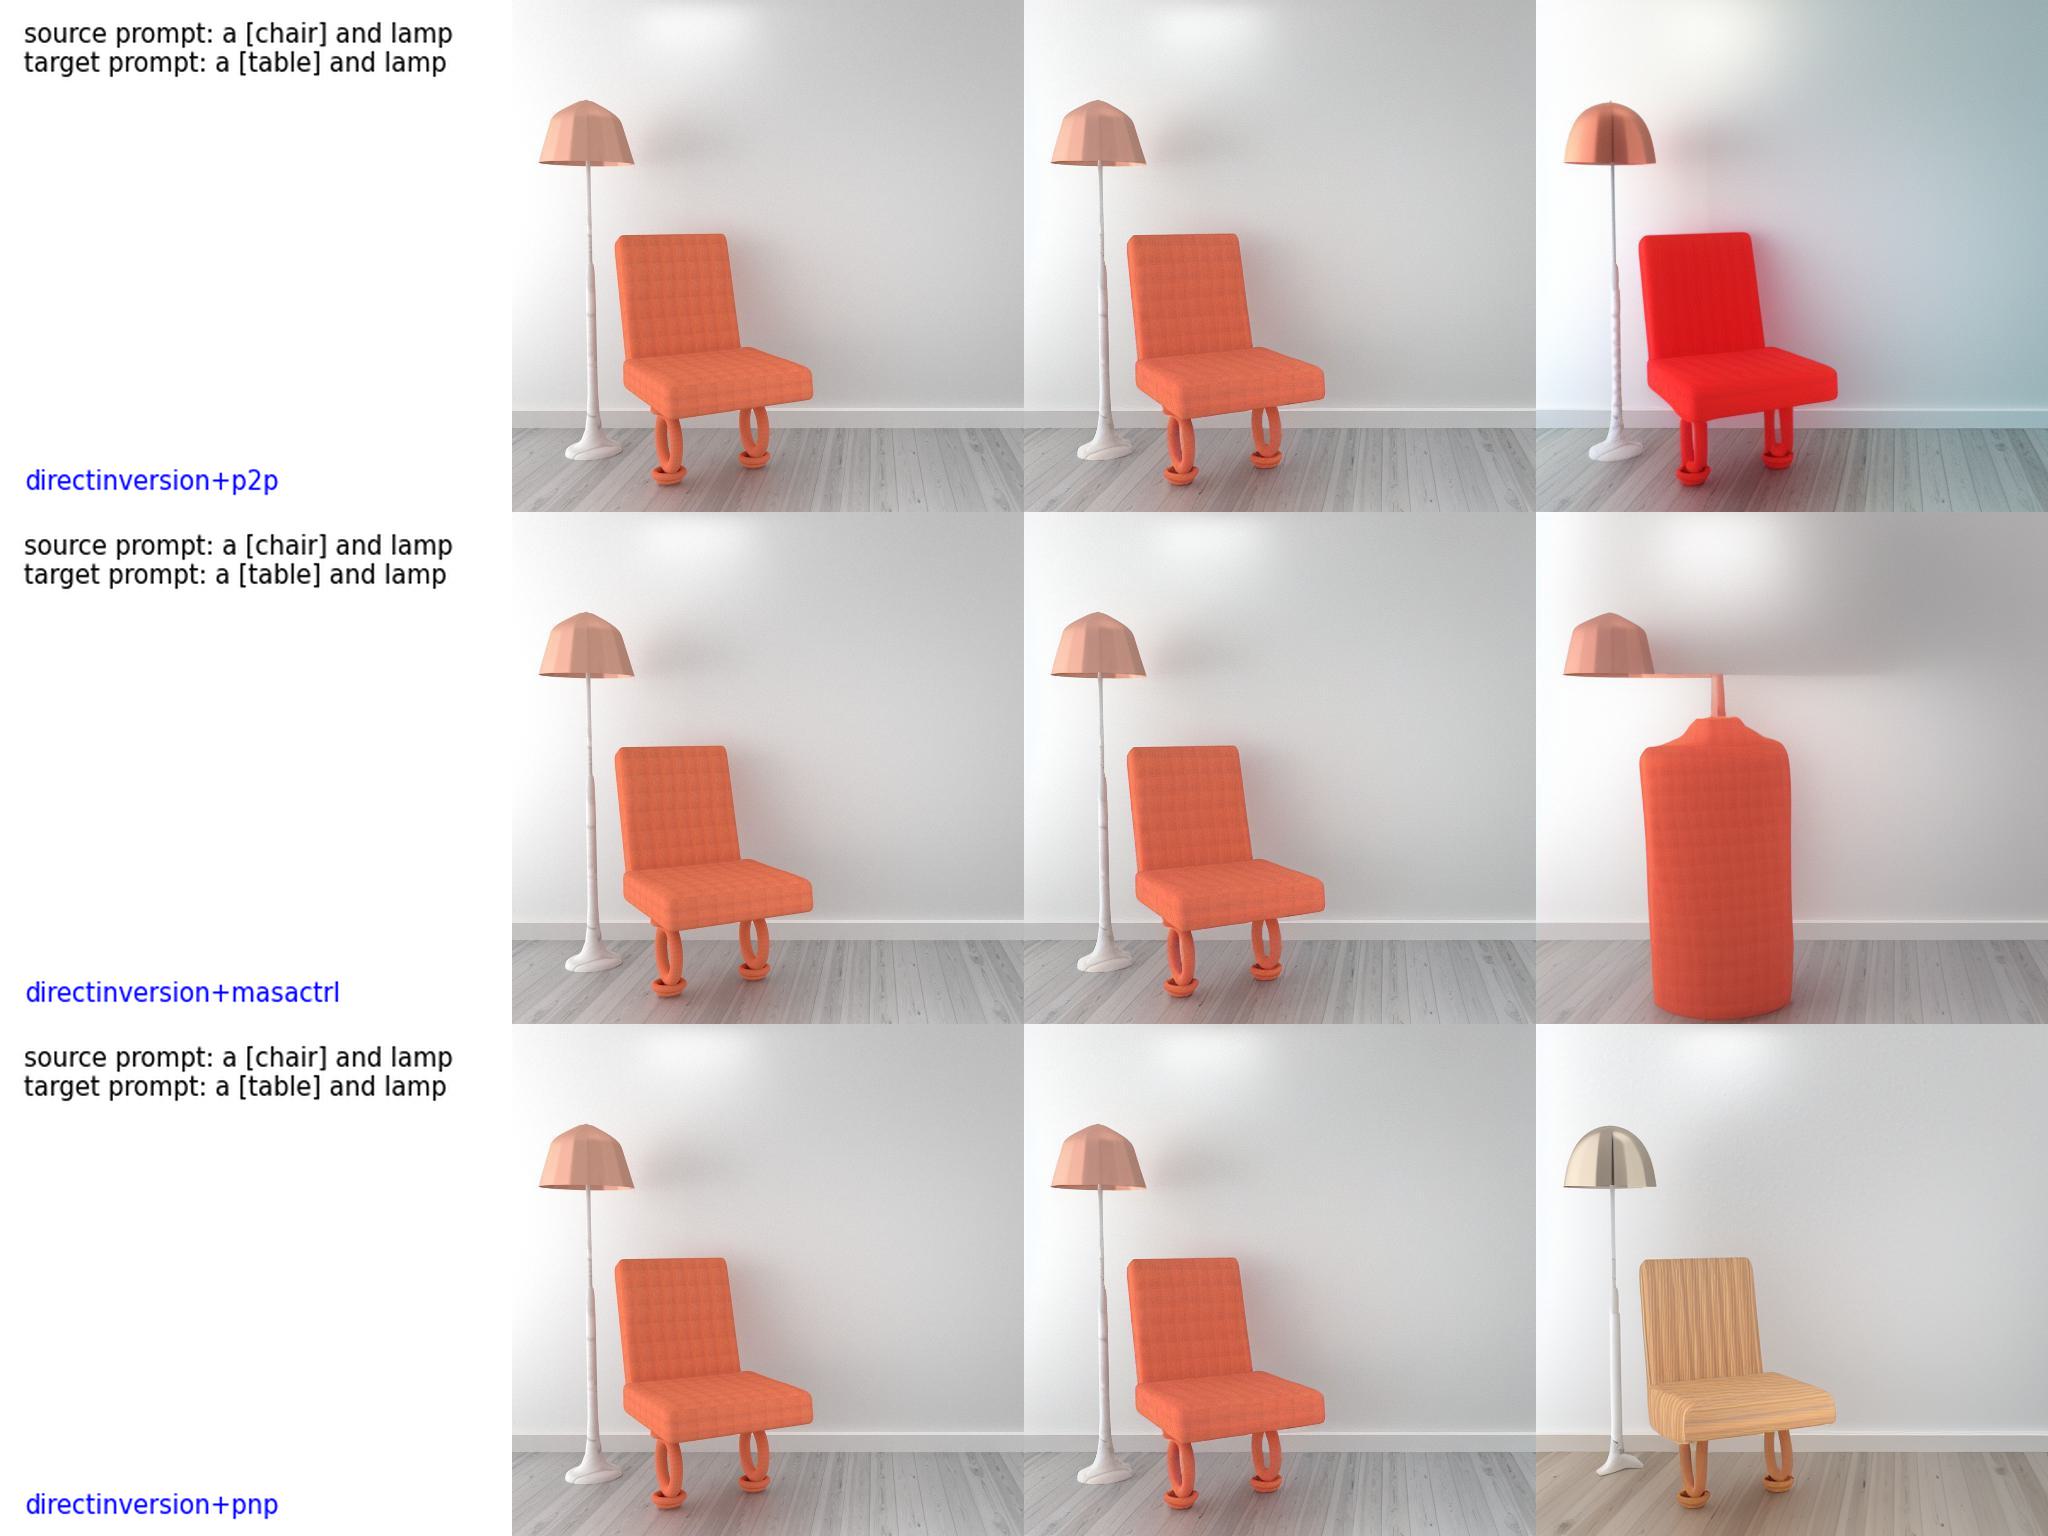 source prompt: a [chair] and lamp
target prompt: a [table] and lamp
directinversion+p2p
source prompt: a [chair] and lamp
target prompt: a [table] and lamp
directinversion+masactrl
source prompt: a [chair] and lamp
target prompt: a [table] and lamp
directinversion+pnp